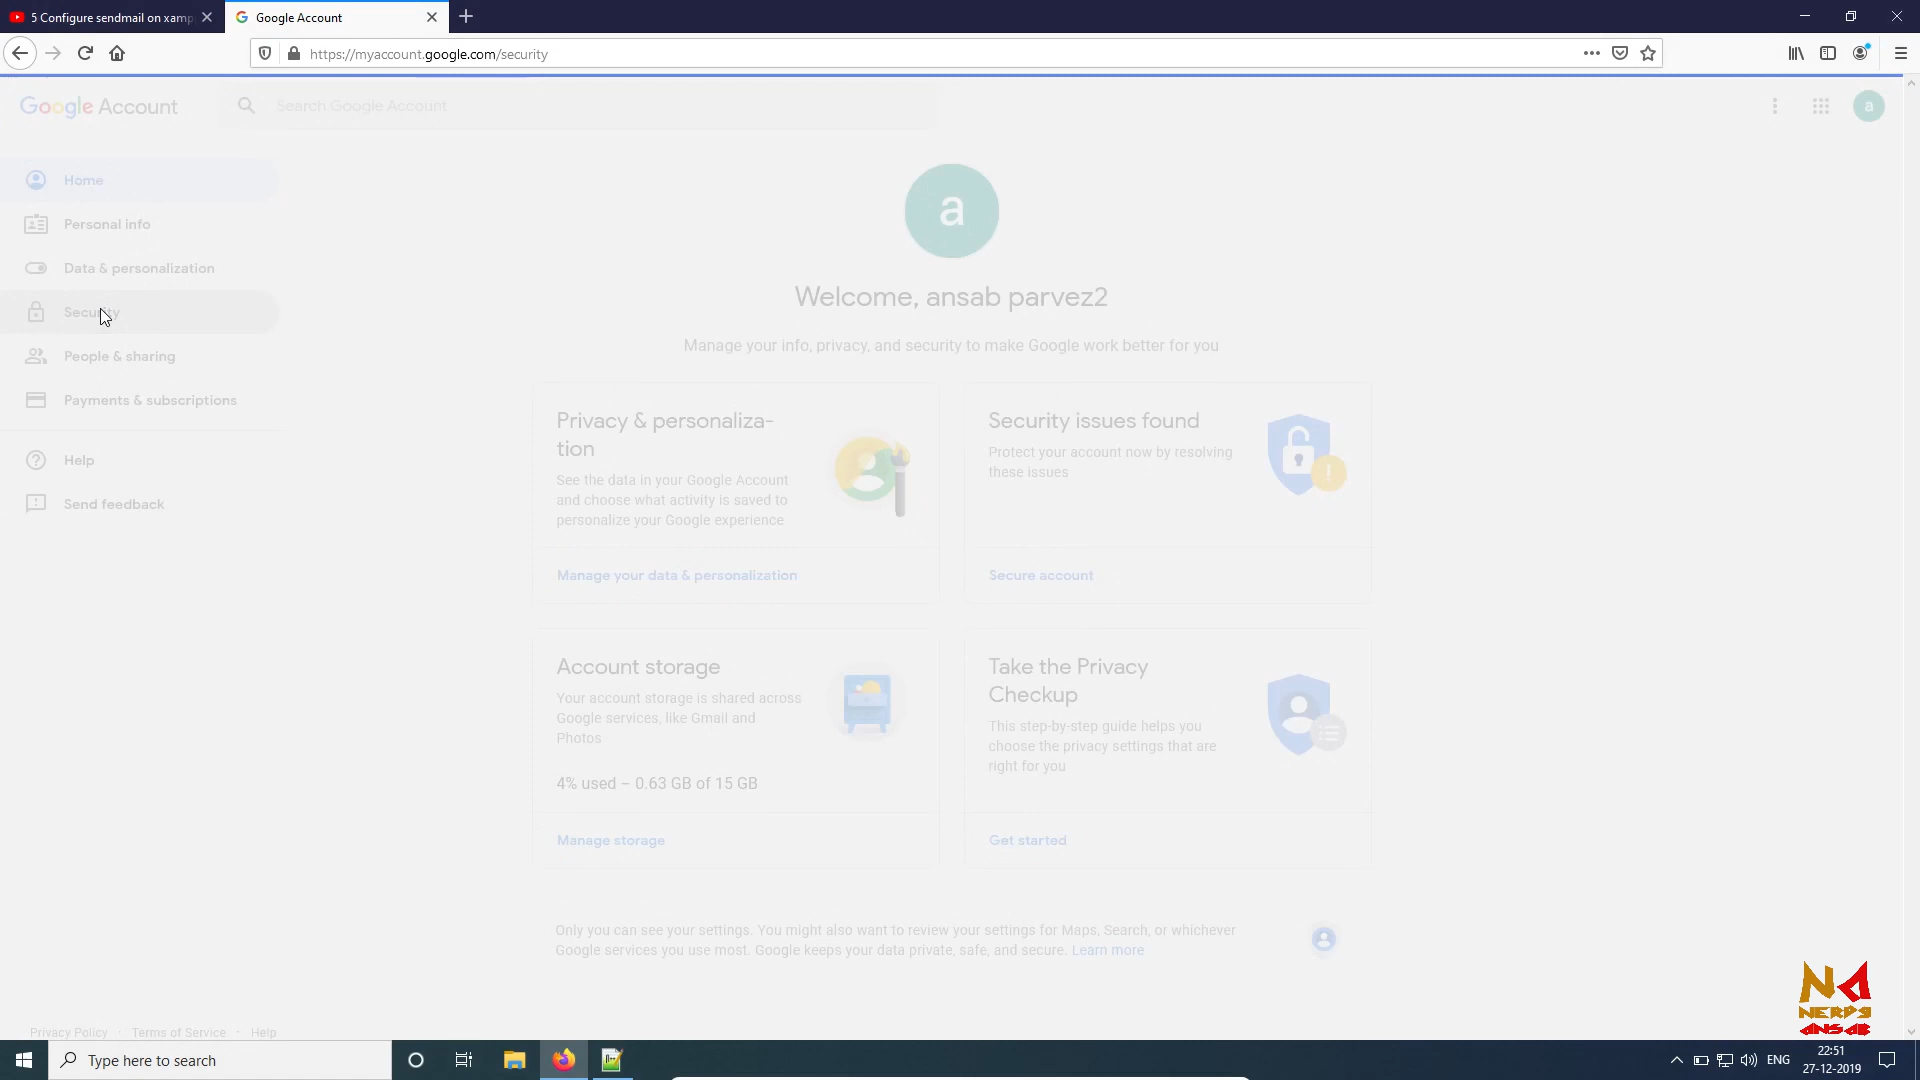 5 Configure sendmail on xamp
Google Account
https://myaccount.google.com/security
Google Account
Search Google Account
a
Home
Personal info
Data & personalization
Security
People & sharing
Payments & subscriptions
Help
Send feedback
a
Welcome, ansab parvez2
Manage your info, privacy, and security to make Google work better for you
Privacy & personaliza-
tion
See the data in your Google Account
and choose what activity is saved to
personalize your Google experience
Manage your data & personalization
Security issues found
Protect your account now by resolving
these issues
Secure account
Account storage
Your account storage is shared across
Google services, like Gmail and
Photos
4% used – 0.63 GB of 15 GB
Manage storage
Take the Privacy
Checkup
This step-by-step guide helps you
choose the privacy settings that are
right for you
Get started
Only you can see your settings. You might also want to review your settings for Maps, Search, or whichever
Google services you use most. Google keeps your data private, safe, and secure. Learn more
Privacy Policy · Terms of Service · Help
NA
NERDS
ANSAB
Type here to search
ENG
22:51
27-12-2019